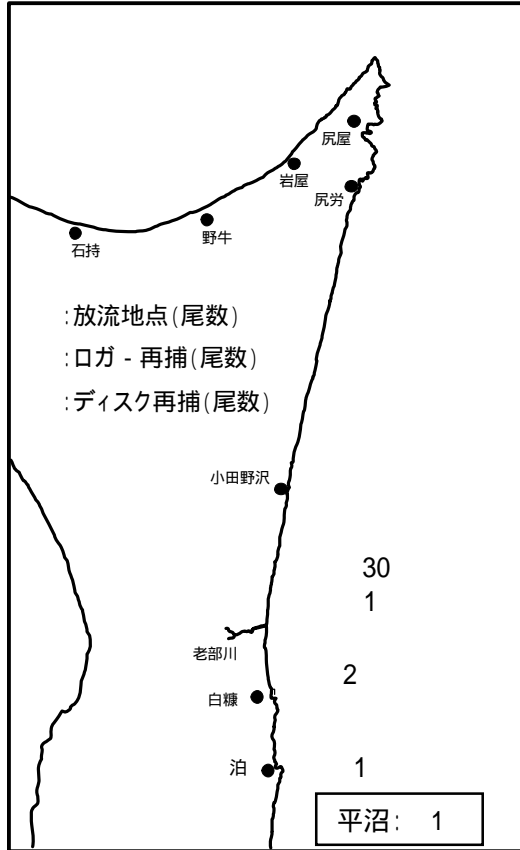 尻屋
岩屋
尻労
野牛
石持
:放流地点(尾数)
:ロガ - 再捕(尾数)
:ディスク再捕(尾数)
小田野沢
30
1
老部川
2
白糠
泊
1
平沼: 1